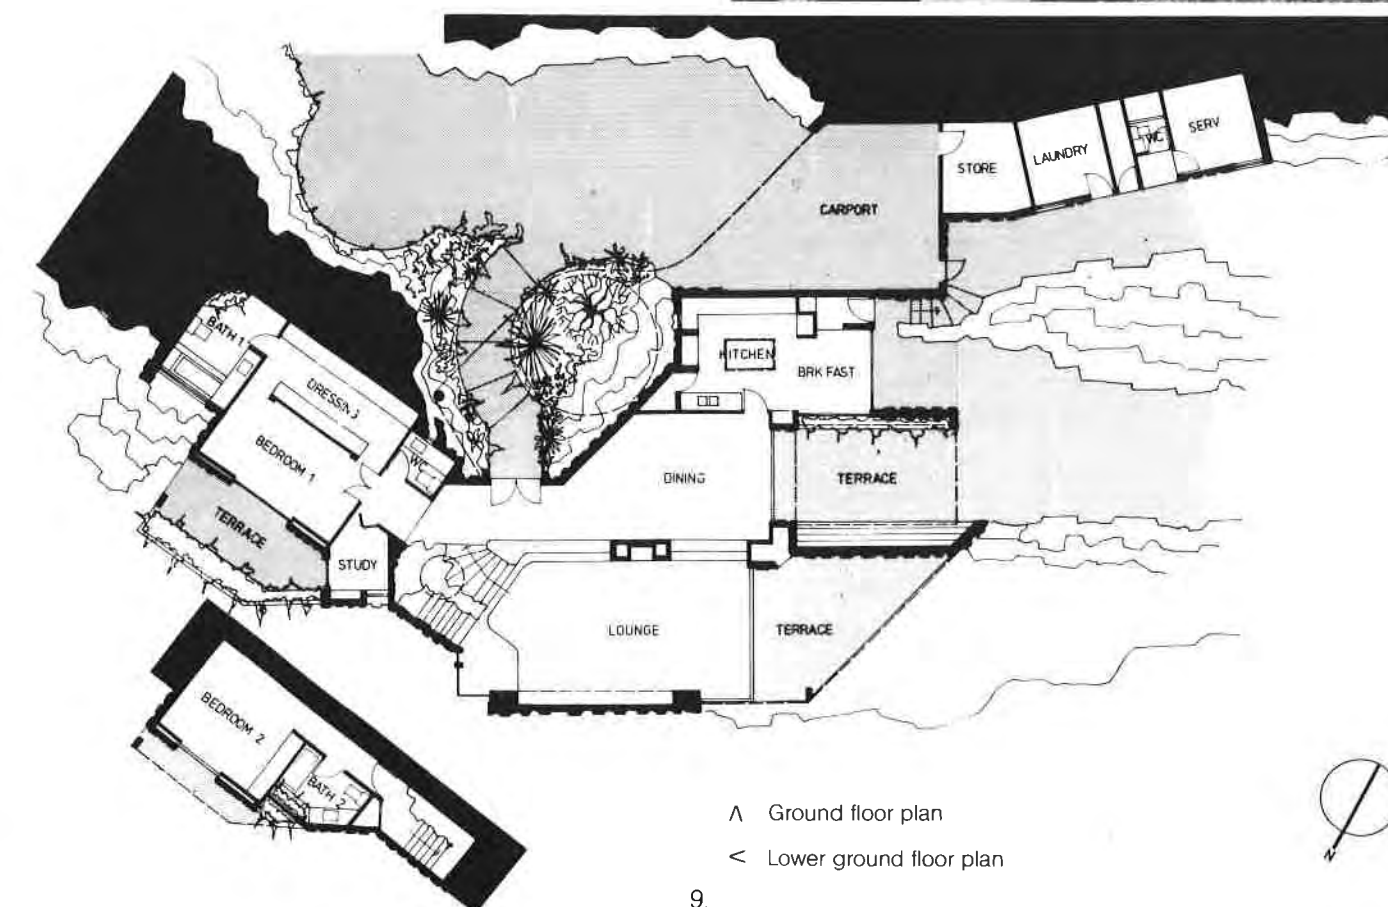 CARPORT
STORE
LAUNDRY
WC
SERV
BATH 1
DRESSING
BEDROOM 1
WC
KITCHEN
BRK FAST
TERRACE
STUDY
DINING
TERRACE
LOUNGE
TERRACE
BEDROOM 2
BATH 2
Λ Ground floor plan
< Lower ground floor plan
N
9.